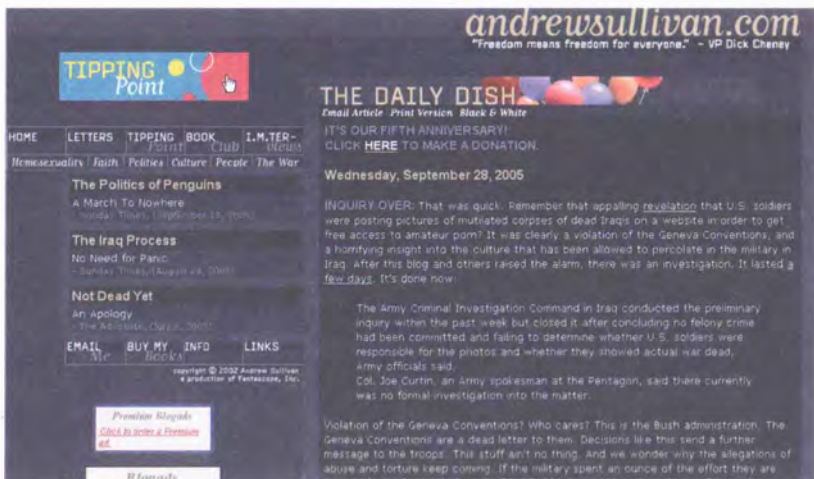 andrewsullivan.com
"Freedom means freedom for everyone." - VP Dick Cheney
TIPPING
Point
THE DAILY DISH
Email Article Print Version Black & White
HOME LETTERS TIPPING Point BOOK Club I.M.TER-views
Homosexuality Faith Politics Culture People The War
The Politics of Penguins
A March To Nowhere
- Sunday Times,
The Iraq Process
No Need for Panic
- Sunday Times, (August 28, 2005)
Not Dead Yet
An Apology
- The Advocate,
EMAIL Me BUY MY Books INFO LINKS
copyright © 2002 Andrew Sullivan
a production of Fantascope, Inc.
Premium Blogads
Click to order a Premium
ad.
Blogads
IT'S OUR FIFTH ANNIVERSARY!
CLICK HERE TO MAKE A DONATION.
Wednesday, September 28, 2005
INQUIRY OVER: That was quick. Remember that appalling revelation that U.S. soldiers
were posting pictures of mutilated corpses of dead Iraqis on a website in order to get
free access to amateur porn? It was clearly a violation of the Geneva Conventions, and
a horrifying insight into the culture that has been allowed to percolate in the military in
Iraq. After this blog and others raised the alarm, there was an investigation. It lasted a
few days. It's done now:
The Army Criminal Investigation Command in Iraq conducted the preliminary
inquiry within the past week but closed it after concluding no felony crime
had been committed and failing to determine whether U.S. soldiers were
responsible for the photos and whether they showed actual war dead,
Army officials said.
Col. Joe Curtin, an Army spokesman at the Pentagon, said there currently
was no formal investigation into the matter.
Violation of the Geneva Conventions? Who cares? This is the Bush administration. The
Geneva Conventions are a dead letter to them. Decisions like this send a further
message to the troops. This stuff ain't no thing. And we wonder why the allegations of
abuse and torture keep coming. If the military spent an ounce of the effort they are